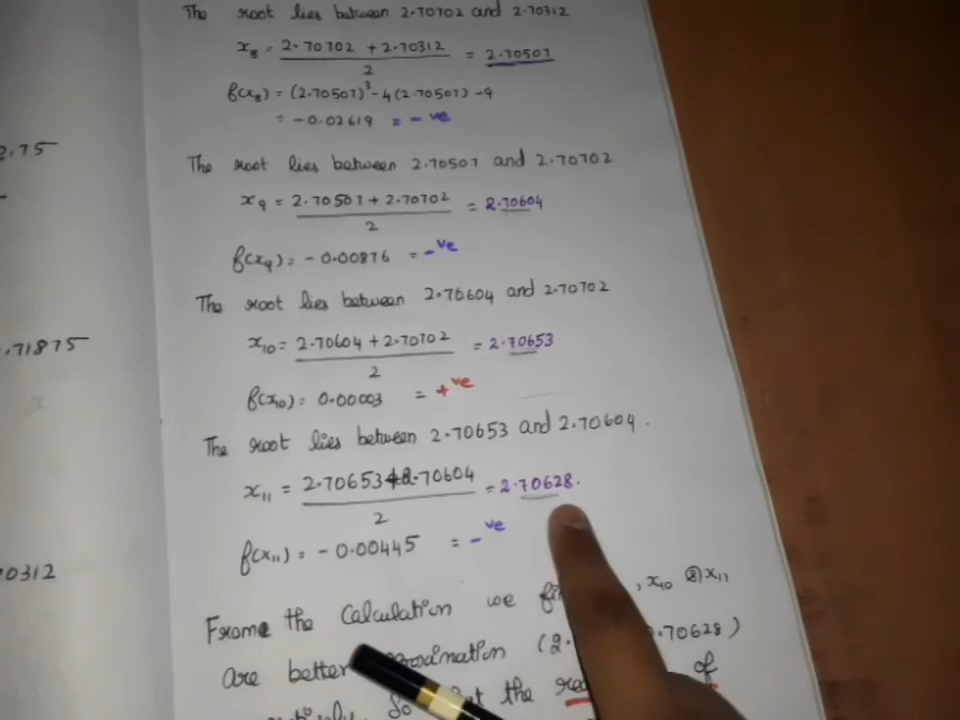 2.75
.71875
0312
The root lies between 2.70702 and 2.70312
x₈ = 2.70702 + 2.70312 / 2 = 2.70507
f(x₈) = (2.70507)³ - 4(2.70507) - 9
= -0.02619 = -ve
The root lies between 2.70507 and 2.70702
x₉ = 2.70507 + 2.70702 / 2 = 2.70604
f(x₉) = -0.00876 = -ve
The root lies between 2.70604 and 2.70702
x₁₀ = 2.70604 + 2.70702 / 2 = 2.70653
f(x₁₀) = 0.00003 = +ve
The root lies between 2.70653 and 2.70604.
x₁₁ = 2.70653+2.70604 / 2 = 2.70628.
f(x₁₁) = -0.00445 = -ve
Frome the Calculation we , x₁₀ & x₁₁
are better (2. .70628)
the of